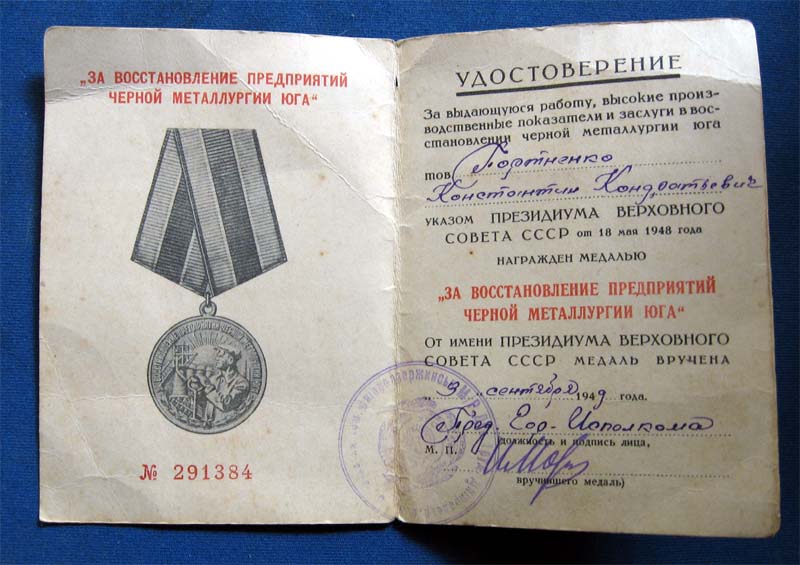 „ЗА ВОССТАНОВЛЕНИЕ ПРЕДПРИЯТИЙ
ЧЕРНОЙ МЕТАЛЛУРГИИ ЮГА“
№ 291384
УДОСТОВЕРЕНИЕ
За выдающуюся работу, высокие произ-
водственные показатели и заслуги в вос-
становлении черной металлургии юга
тов Портненко
Константин Кондратьевич
указом ПРЕЗИДИУМА ВЕРХОВНОГО
СОВЕТА СССР от 18 мая 1948 года
НАГРАЖДЕН МЕДАЛЬЮ
„ЗА ВОССТАНОВЛЕНИЕ ПРЕДПРИЯТИЙ
ЧЕРНОЙ МЕТАЛЛУРГИИ ЮГА“
От имени ПРЕЗИДИУМА ВЕРХОВНОГО
СОВЕТА СССР МЕДАЛЬ ВРУЧЕНА
„3„ сентября 1949 года.
Пред. Гор. Исполкома
(должность и подпись лица,
М. П.
вручившего медаль)